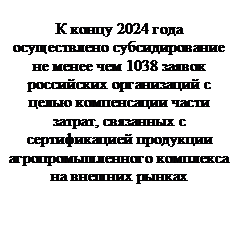 К концу 2024 года
осуществлено субсидирование
не менее чем 1038 заявок
российских организаций с
целью компенсации части
затрат, связанных с
сертификацией продукции
агропромышленного комплекса
на внешних рынках